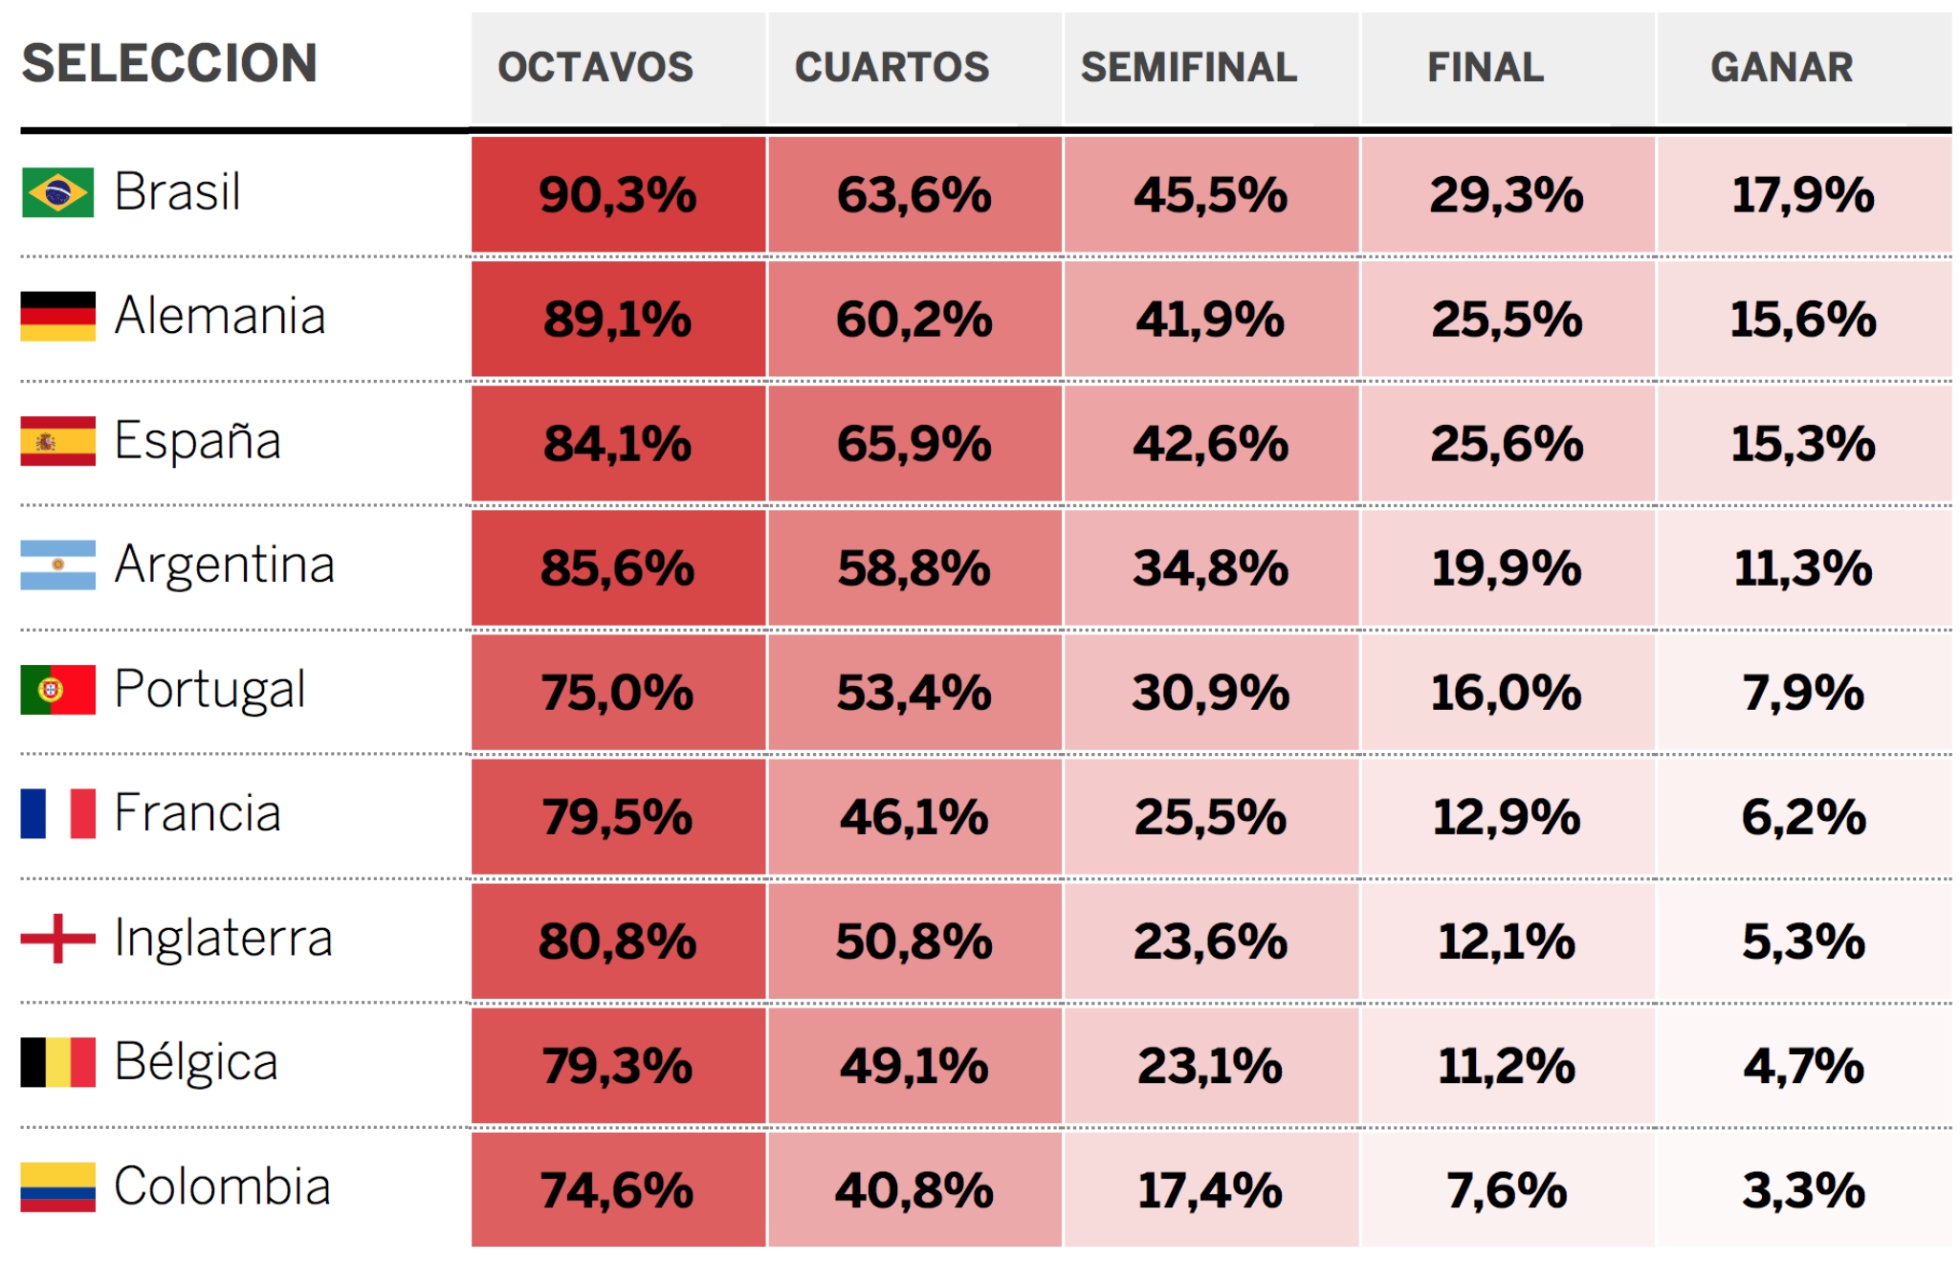 SELECCION OCTAVOS CUARTOS SEMIFINAL FINAL GANAR
Brasil 90,3% 63,6% 45,5% 29,3% 17,9%
Alemania 89,1% 60,2% 41,9% 25,5% 15,6%
España 84,1% 65,9% 42,6% 25,6% 15,3%
Argentina 85,6% 58,8% 34,8% 19,9% 11,3%
Portugal 75,0% 53,4% 30,9% 16,0% 7,9%
Francia 79,5% 46,1% 25,5% 12,9% 6,2%
Inglaterra 80,8% 50,8% 23,6% 12,1% 5,3%
Bélgica 79,3% 49,1% 23,1% 11,2% 4,7%
Colombia 74,6% 40,8% 17,4% 7,6% 3,3%